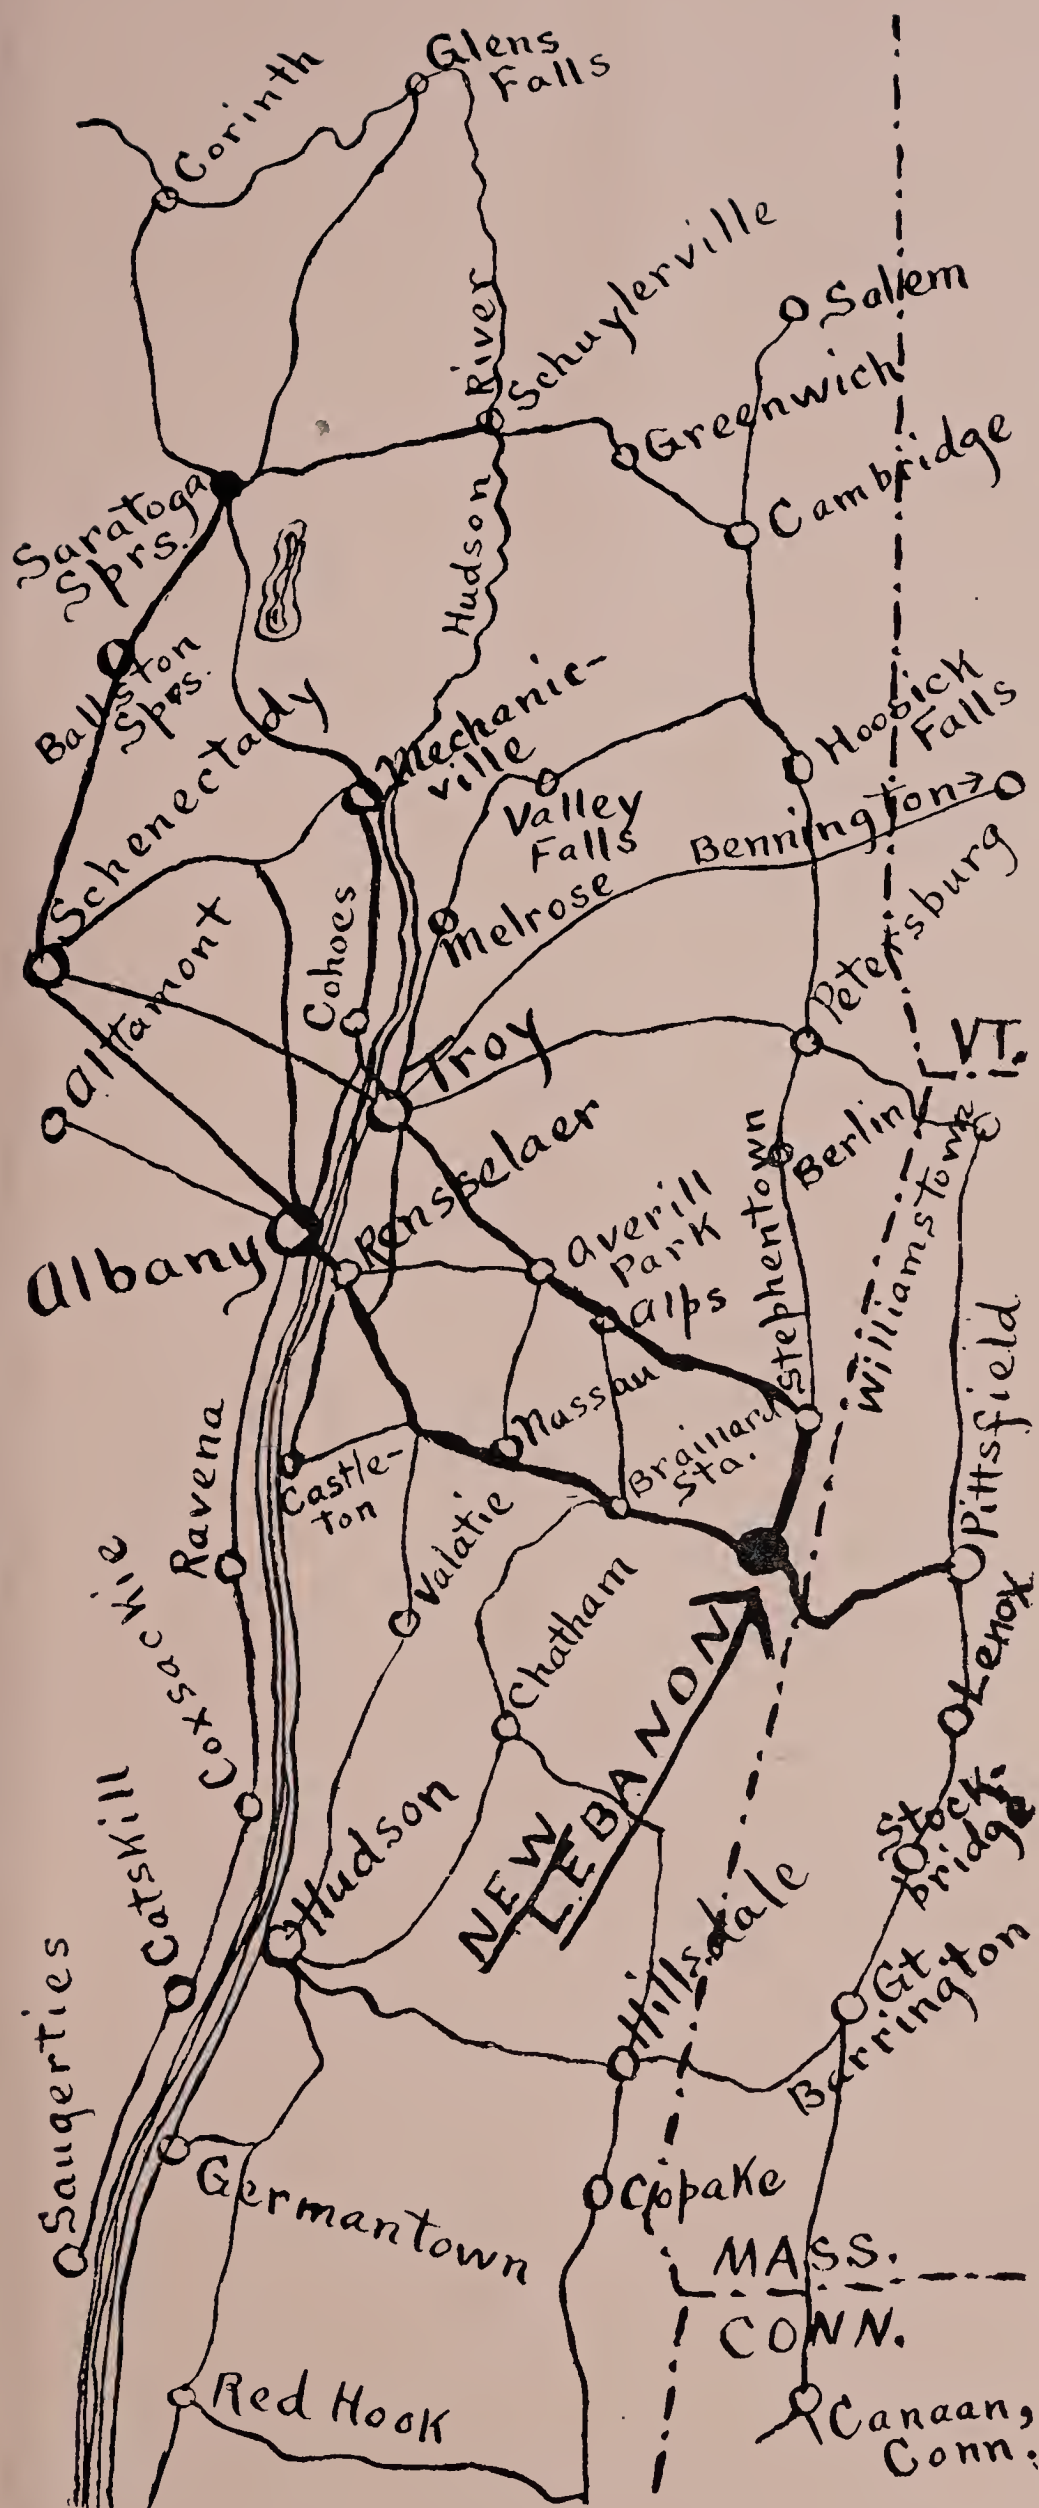 Glens
Falls
Corinth
Schuylerville
River
Salem
Greenwich
Cambridge
Saratoga
Sprs.
Hudson
Ballston
Sprs.
Mechanic-
ville
Hoosick
Falls
Schenectady
Valley
Falls
Bennington→
Melrose
Petersburg
Cohoes
Altamont
Troy
VT.
Berlin
Williamstown
Rensselaer
Averill
Park
Alps
Stephentown
Albany
Pittsfield
Nassau
Brainard
Sta.
Ravena
Castle-
ton
Valatie
Chatham
Lenox
Coxsackie
NEW
LEBANON
Stock-
bridge
Catskill
Hudson
Hillsdale
Gt.
Barrington
Saugerties
Germantown
Copake
MASS.
CONN.
Red Hook
Canaan,
Conn.